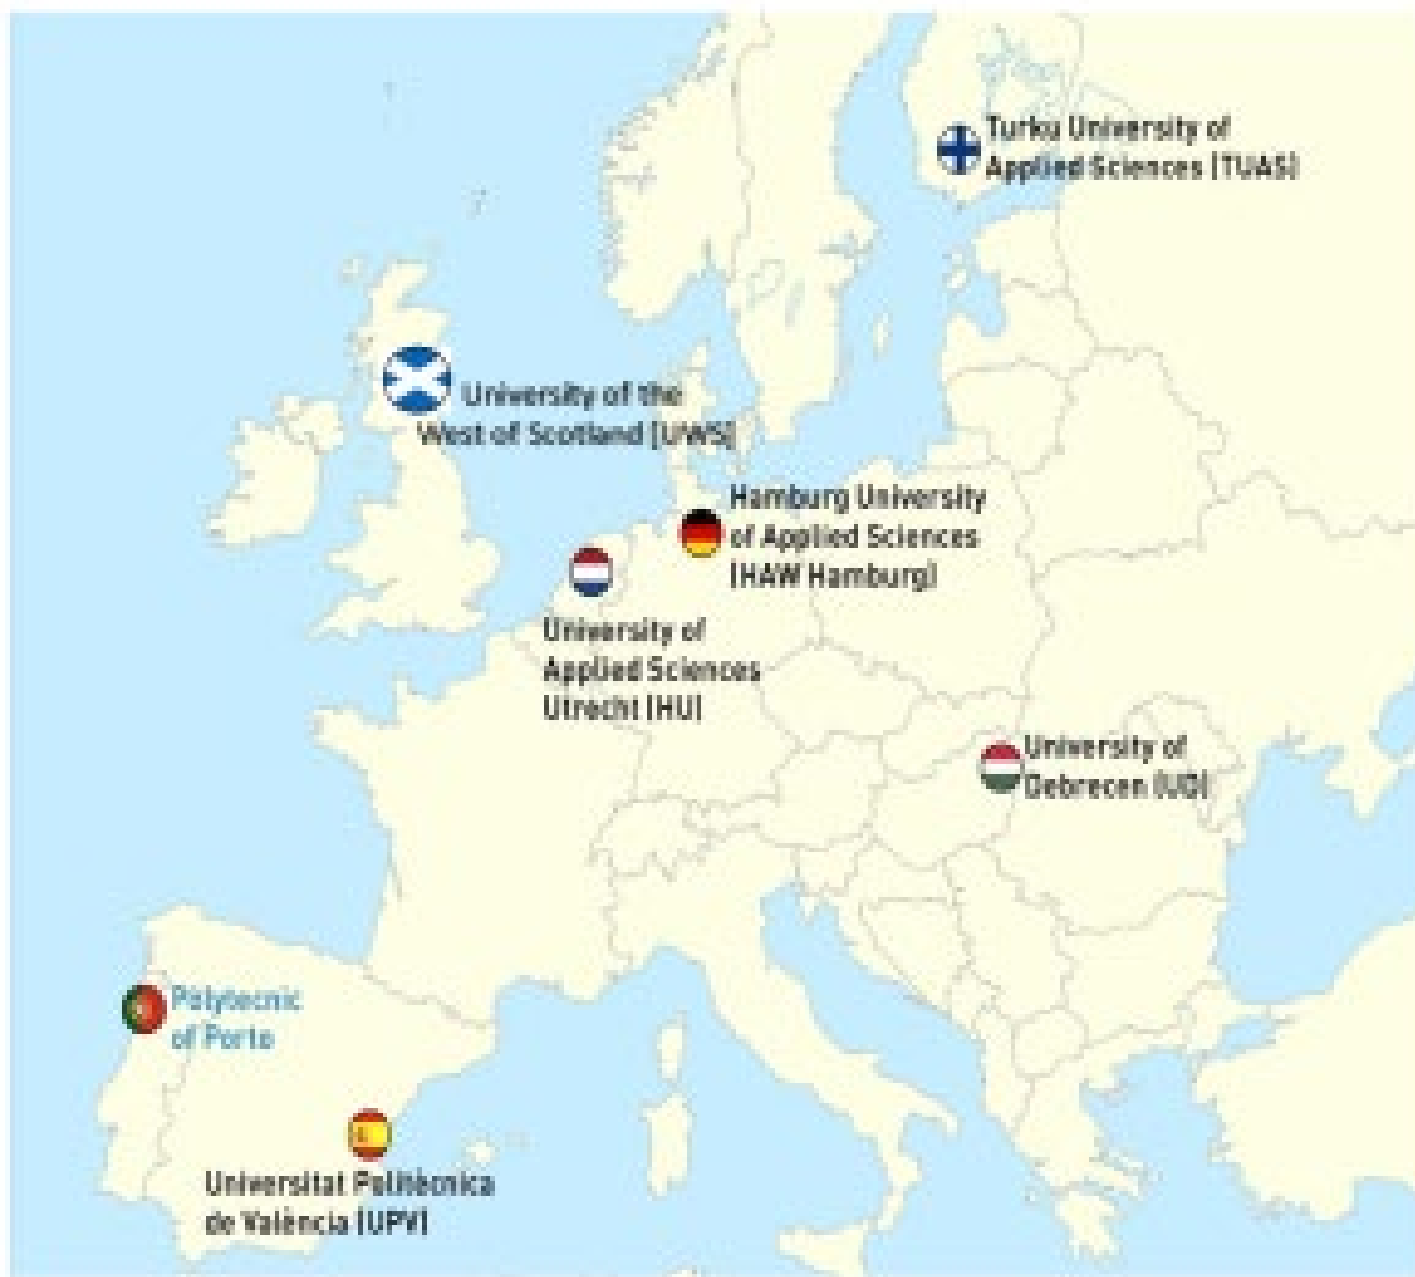 Turku University of
Applied Sciences (TUAS)
University of the
West of Scotland (UWS)
Hamburg University
of Applied Sciences
(HAW Hamburg)
University of
Applied Sciences
Utrecht (HU)
University of
Debrecen (UD)
Polytecnic
of Porto
Universitat Politècnica
de València (UPV)